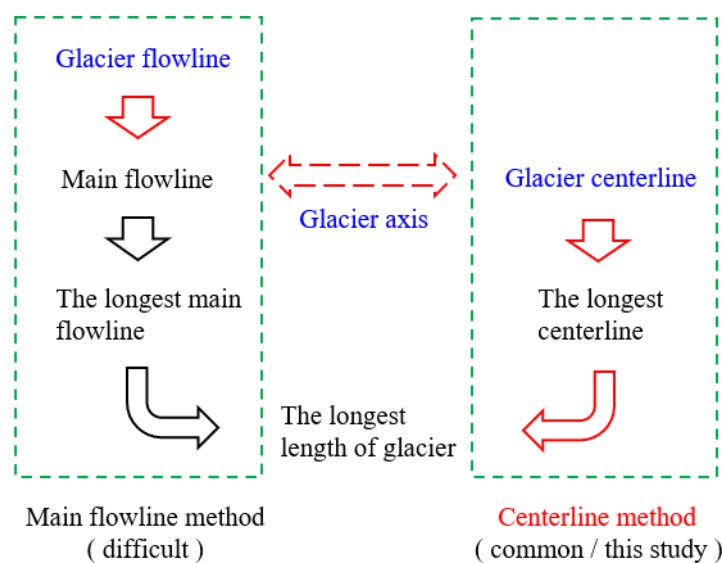 Glacier flowline
Main flowline
The longest main
flowline
Main flowline method
( difficult )
Glacier axis
The longest
length of glacier
Glacier centerline
The longest
centerline
Centerline method
( common / this study )